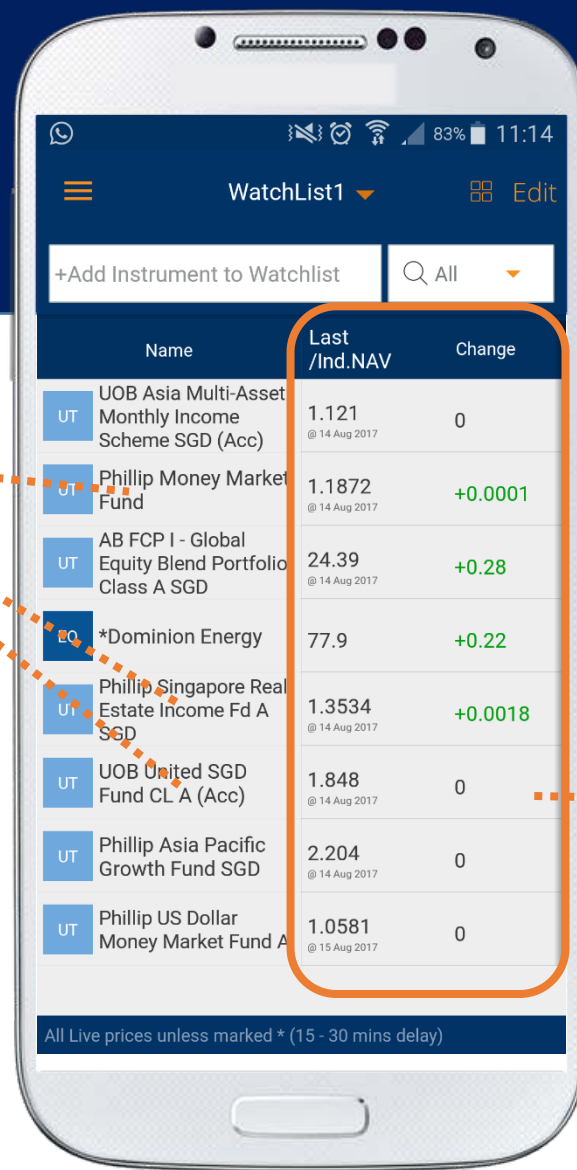 83% 11:14
WatchList1 Edit
+Add Instrument to Watchlist All
Name Last /Ind.NAV Change
UT
UOB Asia Multi-Asset
Monthly Income
Scheme SGD (Acc)
1.121
@ 14 Aug 2017
0
UT
Phillip Money Market
Fund
1.1872
@ 14 Aug 2017
+0.0001
UT
AB FCP I - Global
Equity Blend Portfolio
Class A SGD
24.39
@ 14 Aug 2017
+0.28
EQ
*Dominion Energy
77.9
+0.22
UT
Phillip Singapore Real
Estate Income Fd A
SGD
1.3534
@ 14 Aug 2017
+0.0018
UT
UOB United SGD
Fund CL A (Acc)
1.848
@ 14 Aug 2017
0
UT
Phillip Asia Pacific
Growth Fund SGD
2.204
@ 14 Aug 2017
0
UT
Phillip US Dollar
Money Market Fund A
1.0581
@ 15 Aug 2017
0
All Live prices unless marked * (15 - 30 mins delay)